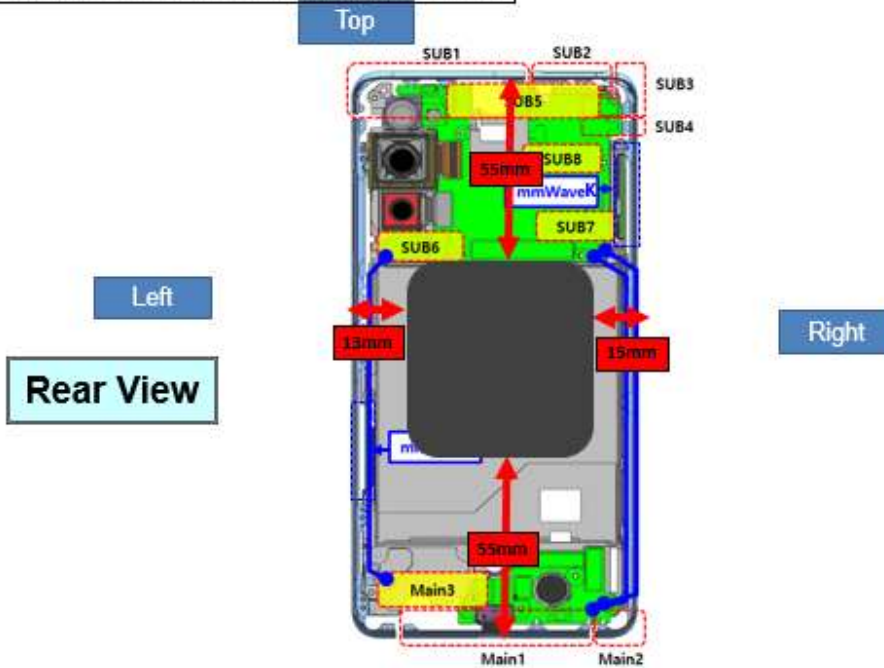 Top
SUB1
SUB2
SUB3
SUB5
SUB4
SUB8
55mm
mmWaveK
SUB7
SUB6
Left
Right
13mm
15mm
Rear View
55mm
Main3
Main1
Main2